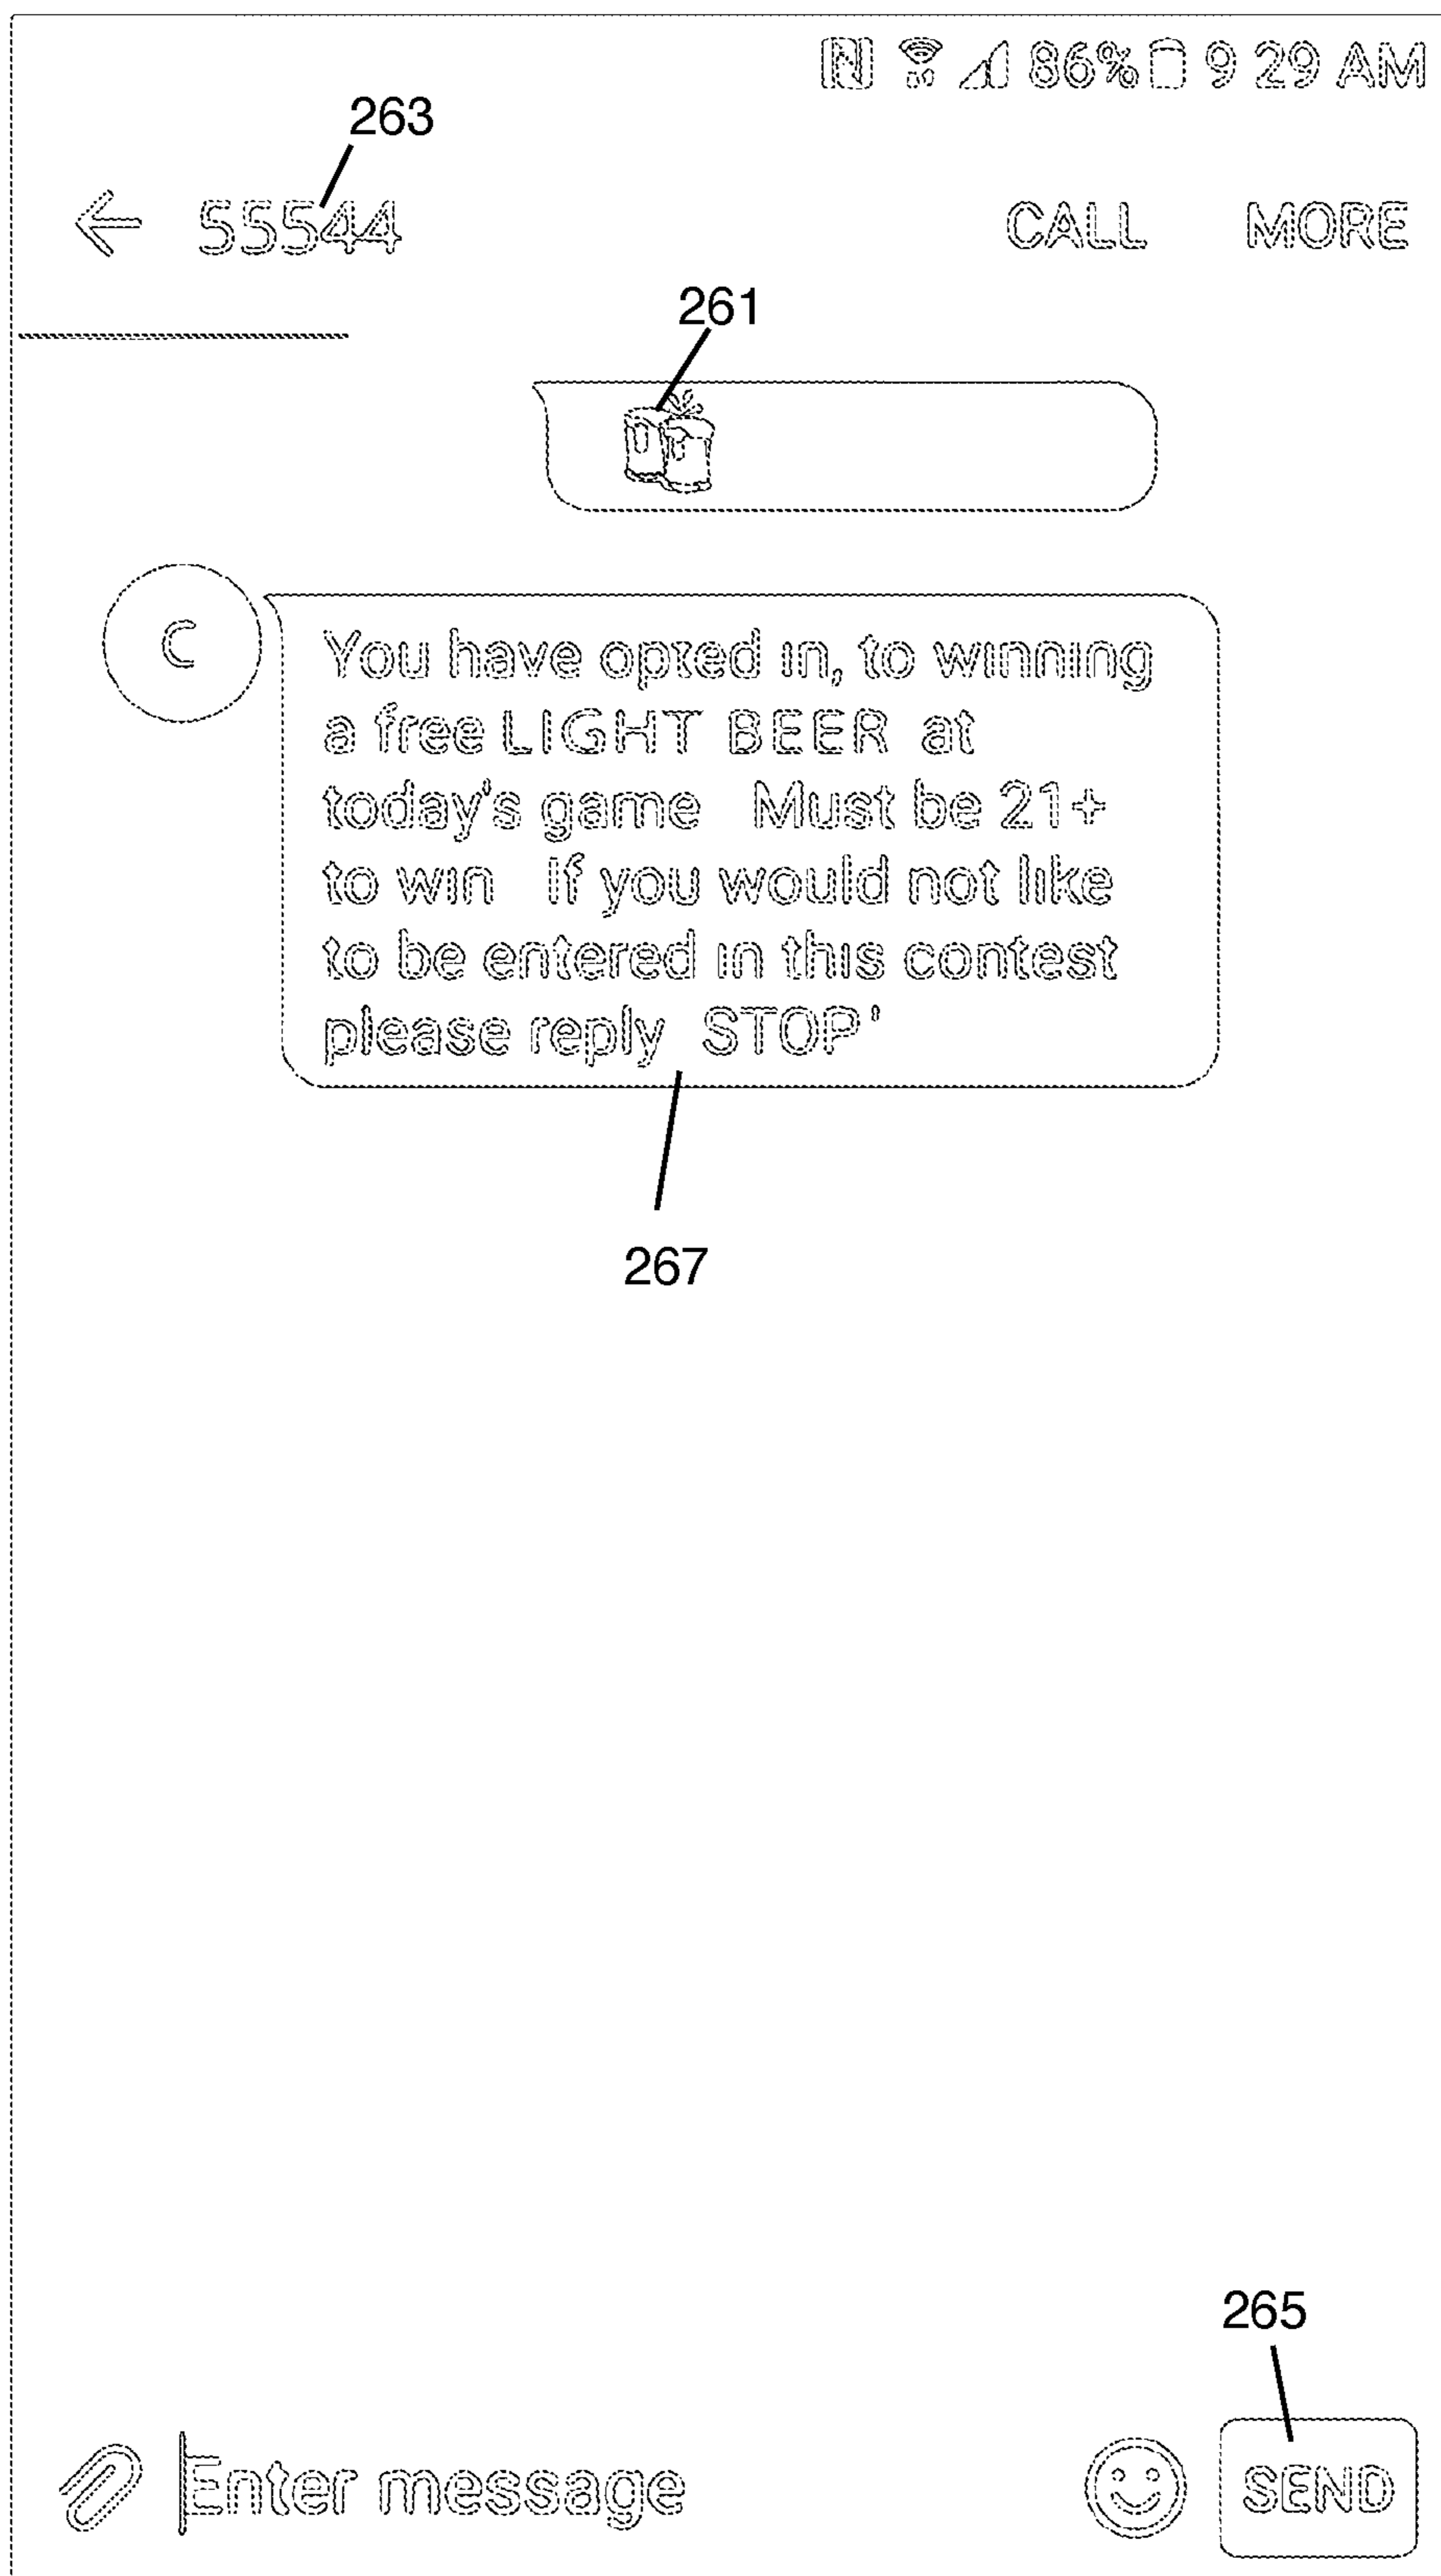 N 86% 9 29 AM
263
55544 CALL MORE
261
C
You have opted in, to winning
a free LIGHT BEER at
today's game Must be 21+
to win If you would not like
to be entered in this contest
please reply STOP'
267
265
Enter message SEND